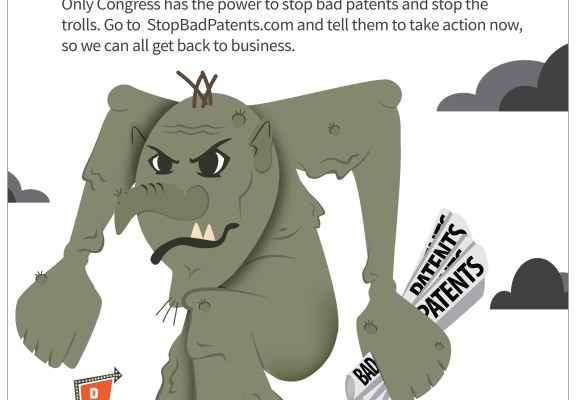 Only Congress has the power to stop bad patents and stop the
trolls. Go to  StopBadPatents.com and tell them to take action now,
so we can all get back to business.
PATENTS
PATENTS
BAD
D